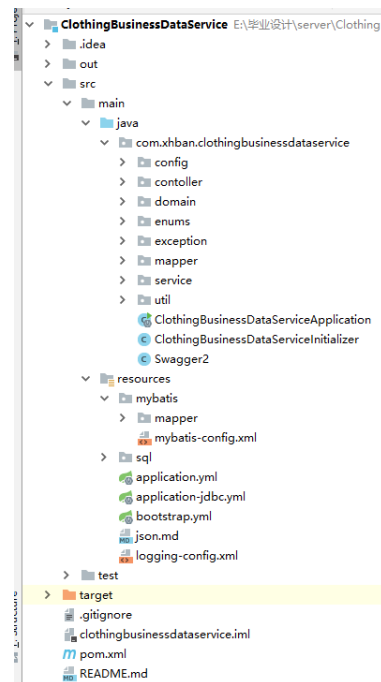 ClothingBusinessDataService E:\毕业设计\server\Clothing
.idea
out
src
main
java
com.xhban.clothingbusinessdataservice
config
contoller
domain
enums
exception
mapper
service
util
ClothingBusinessDataServiceApplication
ClothingBusinessDataServiceInitializer
Swagger2
resources
mybatis
mapper
mybatis-config.xml
sql
application.yml
application-jdbc.yml
bootstrap.yml
json.md
logging-config.xml
test
target
.gitignore
clothingbusinessdataservice.iml
pom.xml
README.md